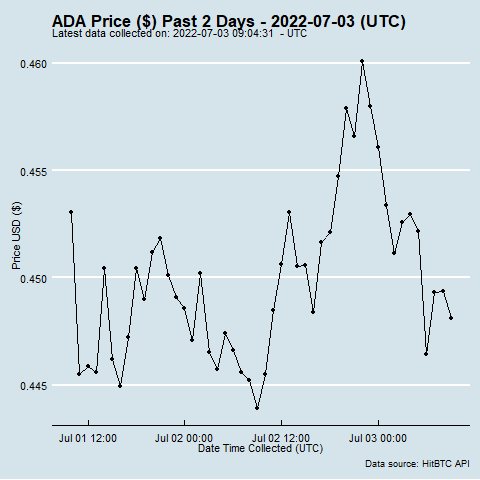 ADA Price ($) Past 2 Days - 2022-07-03 (UTC)
Latest data collected on: 2022-07-03 09:04:31  - UTC
0.460
0.455
0.450
0.445
Price USD ($)
Jul 01 12:00 Jul 02 00:00 Jul 02 12:00 Jul 03 00:00
Date Time Collected (UTC)
Data source: HitBTC API